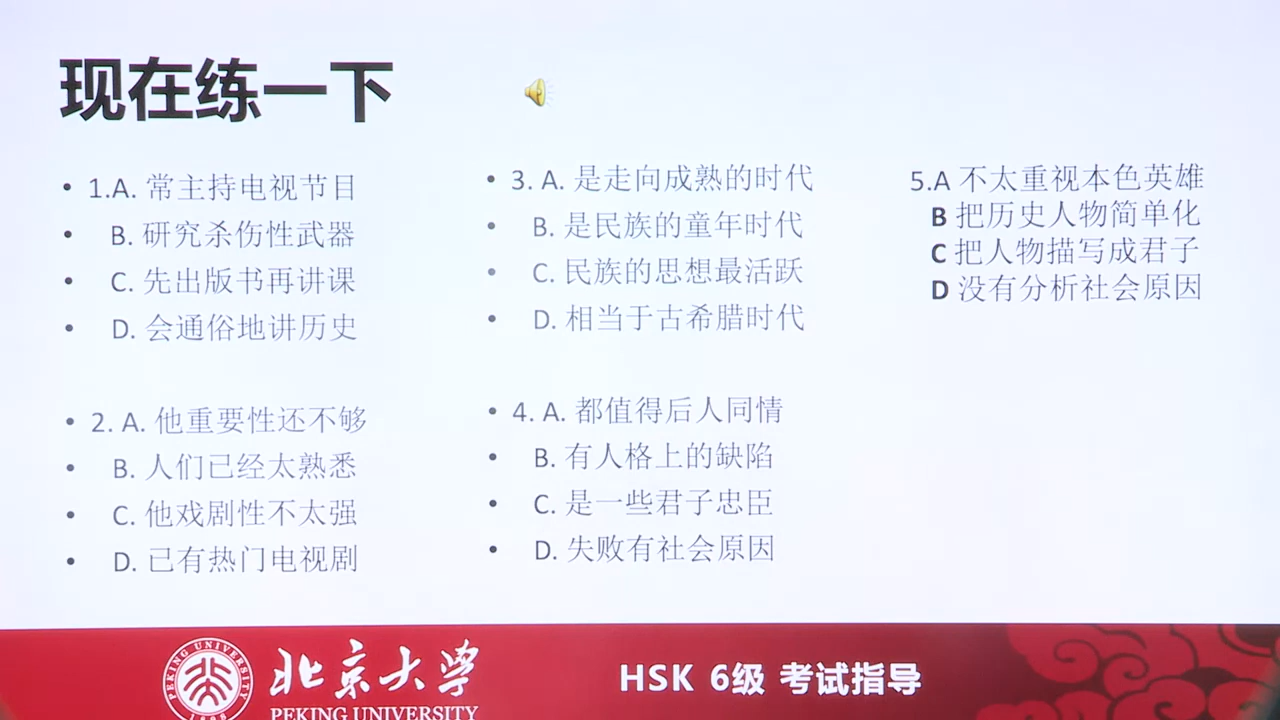 现在练一下
• 1.A. 常主持电视节目
• B. 研究杀伤性武器
• C. 先出版书再讲课
• D. 会通俗地讲历史
• 2. A. 他重要性还不够
• B. 人们已经太熟悉
• C. 他戏剧性不太强
• D. 已有热门电视剧
• 3. A. 是走向成熟的时代
• B. 是民族的童年时代
• C. 民族的思想最活跃
• D. 相当于古希腊时代
• 4. A. 都值得后人同情
• B. 有人格上的缺陷
• C. 是一些君子忠臣
• D. 失败有社会原因
5.A 不太重视本色英雄
B 把历史人物简单化
C 把人物描写成君子
D 没有分析社会原因
PEKING UNIVERSITY
1898
北京大学
PEKING UNIVERSITY
HSK 6级 考试指导